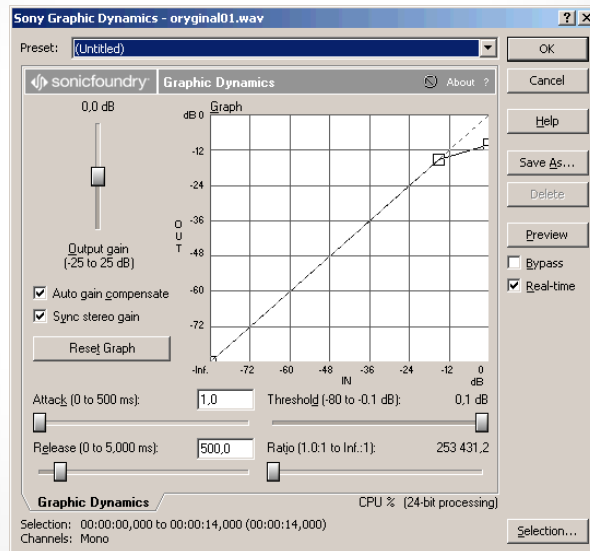 Sony Graphic Dynamics - oryginal01.wav
Preset: (Untitled)
OK
sonicfoundry Graphic Dynamics About ?
Cancel
0,0 dB
Graph
Help
dB 0
-12
-24
-36
-48
-60
-72
OUT
Save As...
Delete
Preview
Bypass
Real-time
Output gain
(-25 to 25 dB)
Auto gain compensate
Sync stereo gain
Reset Graph
-Inf. -72 -60 -48 -36 -24 -12 0
IN dB
Attack (0 to 500 ms): 1,0 Threshold (-80 to -0.1 dB): 0,1 dB
Release (0 to 5,000 ms): 500,0 Ratio (1.0:1 to Inf.:1): 253 431,2
Graphic Dynamics CPU % (24-bit processing)
Selection: 00:00:00,000 to 00:00:14,000 (00:00:14,000)
Channels: Mono
Selection...